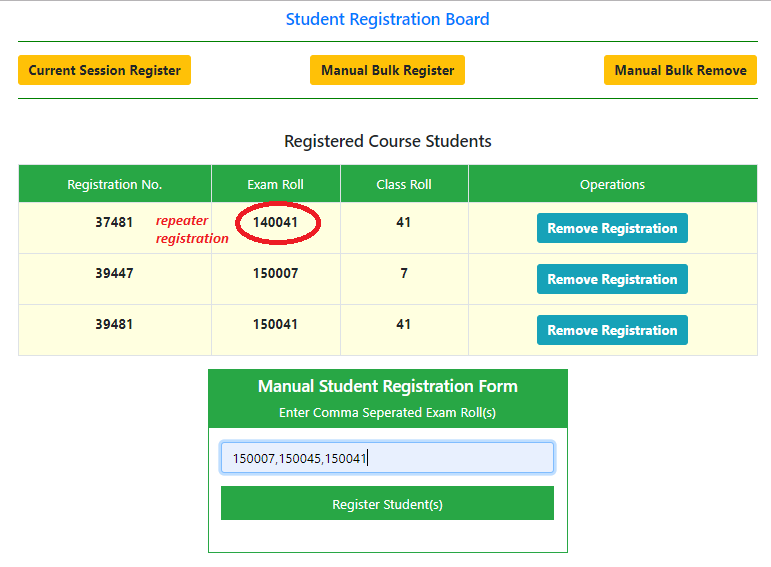 Student Registration Board
Current Session Register
Manual Bulk Register
Manual Bulk Remove
Registered Course Students
Registration No. Exam Roll Class Roll Operations
37481 repeater registration 140041 41 Remove Registration
39447 150007 7 Remove Registration
39481 150041 41 Remove Registration
Manual Student Registration Form
Enter Comma Seperated Exam Roll(s)
150007,150045,150041
Register Student(s)